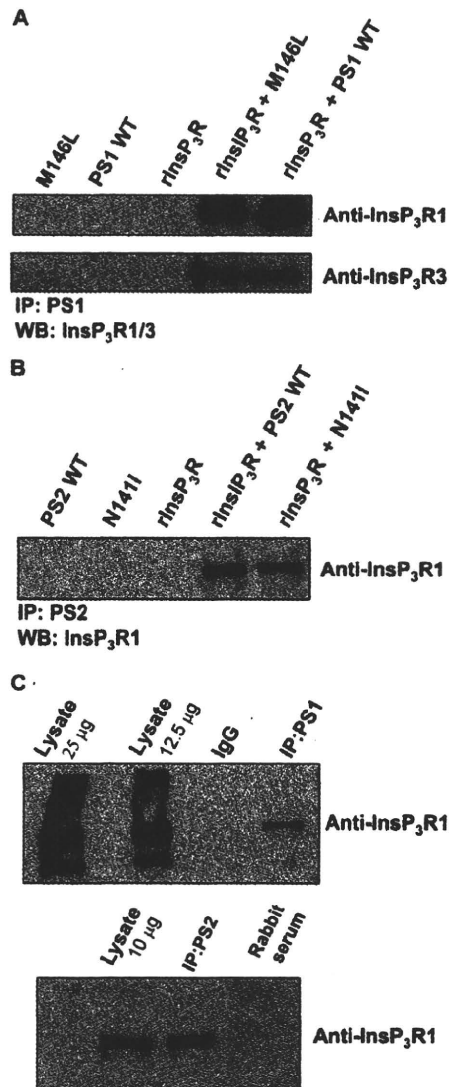 A
M146L
PS1 WT
rInsP₃R
rInsIP₃R + M146L
rInsP₃R + PS1 WT
Anti-InsP₃R1
Anti-InsP₃R3
IP: PS1
WB: InsP₃R1/3
B
PS2 WT
N141I
rInsP₃R
rInsIP₃R + PS2 WT
rInsP₃R + N141I
Anti-InsP₃R1
IP: PS2
WB: InsP₃R1
C
Lysate
25 µg
Lysate
12.5 µg
IgG
IP:PS1
Anti-InsP₃R1
Lysate
10 µg
IP:PS2
Rabbit
serum
Anti-InsP₃R1